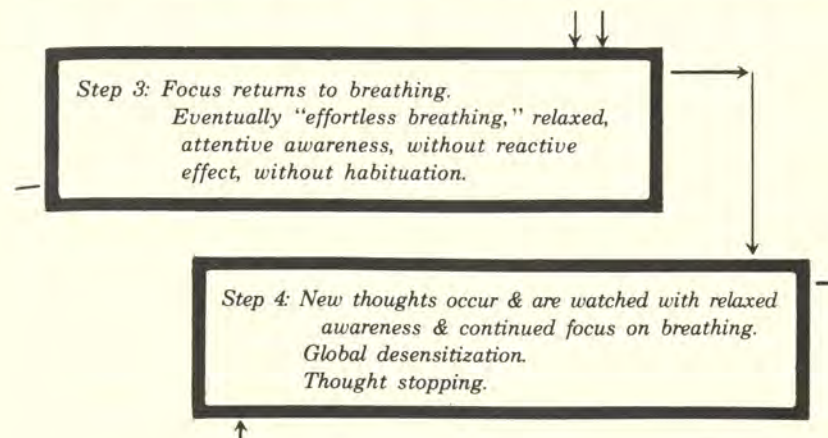 Step 3: Focus returns to breathing.
Eventually "effortless breathing," relaxed,
attentive awareness, without reactive
effect, without habituation.
Step 4: New thoughts occur & are watched with relaxed
awareness & continued focus on breathing.
Global desensitization.
Thought stopping.